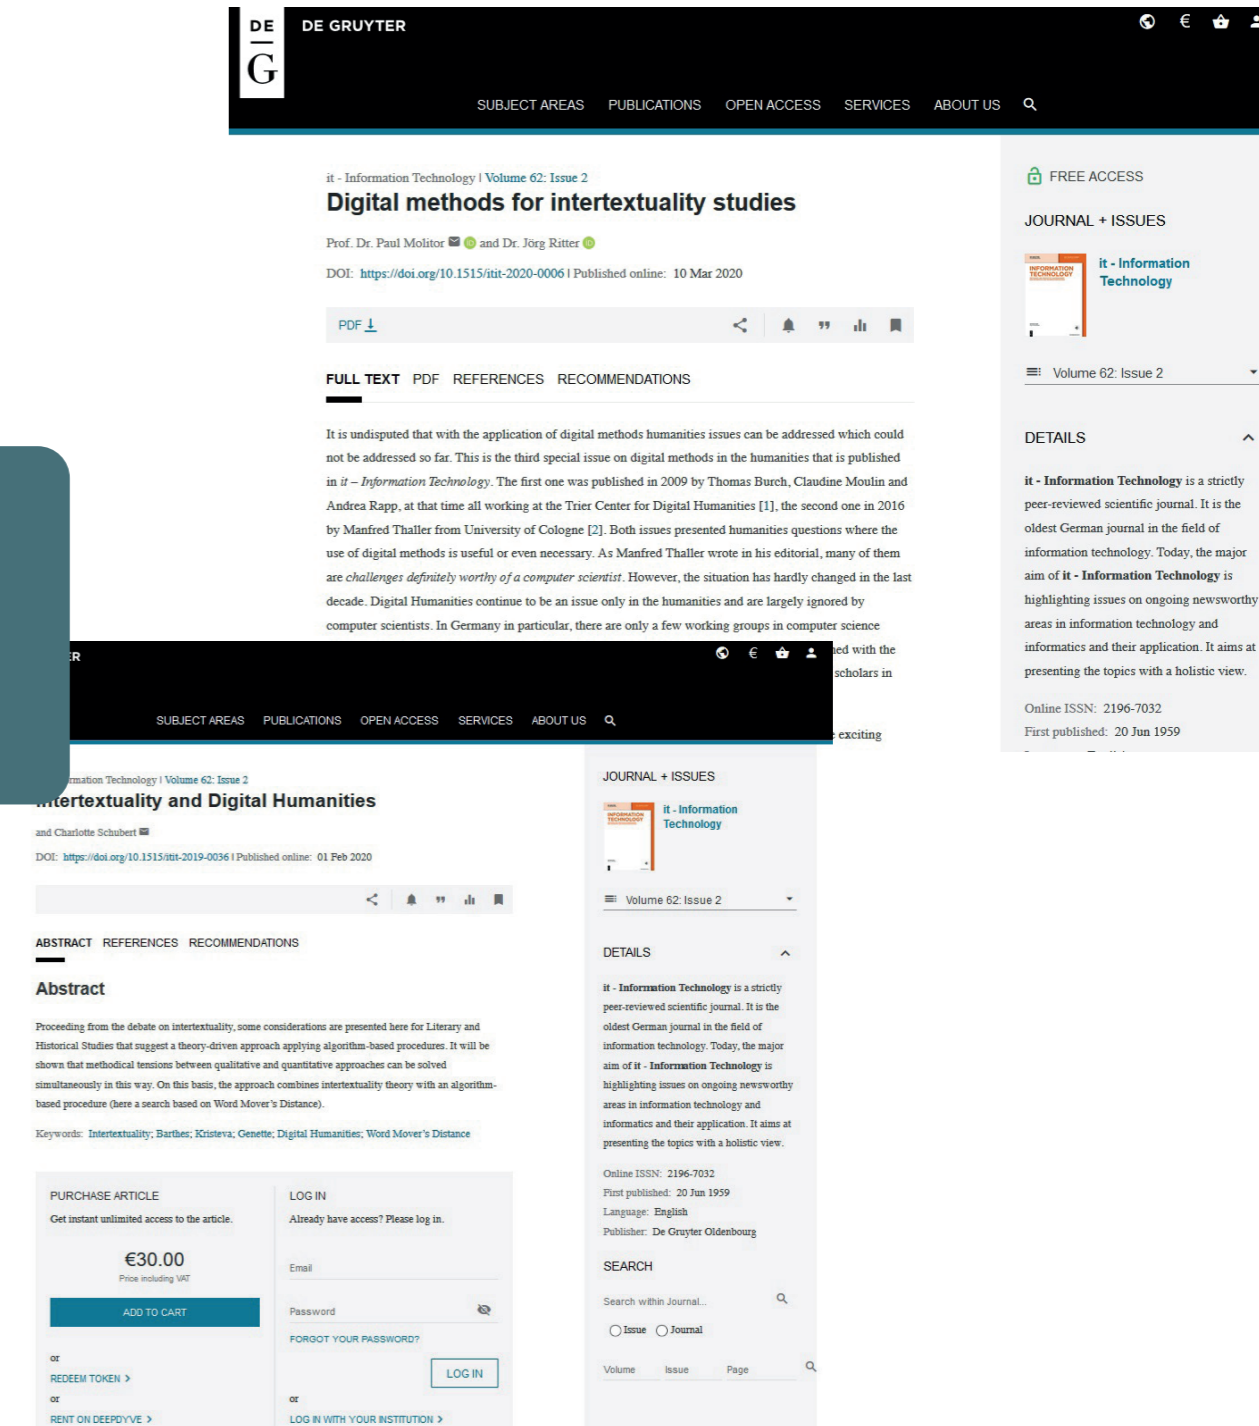 DE
G
DE GRUYTER
€
SUBJECT AREAS PUBLICATIONS OPEN ACCESS SERVICES ABOUT US
it - Information Technology | Volume 62: Issue 2
Digital methods for intertextuality studies
Prof. Dr. Paul Molitor iD and Dr. Jörg Ritter iD
DOI: https://doi.org/10.1515/itit-2020-0006 | Published online: 10 Mar 2020
PDF
FULL TEXT PDF REFERENCES RECOMMENDATIONS
It is undisputed that with the application of digital methods humanities issues can be addressed which could
not be addressed so far. This is the third special issue on digital methods in the humanities that is published
in it – Information Technology. The first one was published in 2009 by Thomas Burch, Claudine Moulin and
Andrea Rapp, at that time all working at the Trier Center for Digital Humanities [1], the second one in 2016
by Manfred Thaller from University of Cologne [2]. Both issues presented humanities questions where the
use of digital methods is useful or even necessary. As Manfred Thaller wrote in his editorial, many of them
are challenges definitely worthy of a computer scientist. However, the situation has hardly changed in the last
decade. Digital Humanities continue to be an issue only in the humanities and are largely ignored by
computer scientists. In Germany in particular, there are only a few working groups in computer science
ned with the
scholars in
exciting
FREE ACCESS
JOURNAL + ISSUES
INFORMATION
TECHNOLOGY
it - Information
Technology
Volume 62: Issue 2
DETAILS
it - Information Technology is a strictly
peer-reviewed scientific journal. It is the
oldest German journal in the field of
information technology. Today, the major
aim of it - Information Technology is
highlighting issues on ongoing newsworthy
areas in information technology and
informatics and their application. It aims at
presenting the topics with a holistic view.
Online ISSN: 2196-7032
First published: 20 Jun 1959
R
€
SUBJECT AREAS PUBLICATIONS OPEN ACCESS SERVICES ABOUT US
rmation Technology | Volume 62: Issue 2
Intertextuality and Digital Humanities
and Charlotte Schubert
DOI: https://doi.org/10.1515/itit-2019-0036 | Published online: 01 Feb 2020
ABSTRACT REFERENCES RECOMMENDATIONS
Abstract
Proceeding from the debate on intertextuality, some considerations are presented here for Literary and
Historical Studies that suggest a theory-driven approach applying algorithm-based procedures. It will be
shown that methodical tensions between qualitative and quantitative approaches can be solved
simultaneously in this way. On this basis, the approach combines intertextuality theory with an algorithm-
based procedure (here a search based on Word Mover's Distance).
Keywords: Intertextuality; Barthes; Kristeva; Genette; Digital Humanities; Word Mover's Distance
PURCHASE ARTICLE
Get instant unlimited access to the article.
€30.00
Price including VAT
ADD TO CART
or
REDEEM TOKEN >
or
RENT ON DEEPDYVE >
LOG IN
Already have access? Please log in.
Email
Password
FORGOT YOUR PASSWORD?
LOG IN
or
LOG IN WITH YOUR INSTITUTION >
JOURNAL + ISSUES
INFORMATION
TECHNOLOGY
it - Information
Technology
Volume 62: Issue 2
DETAILS
it - Information Technology is a strictly
peer-reviewed scientific journal. It is the
oldest German journal in the field of
information technology. Today, the major
aim of it - Information Technology is
highlighting issues on ongoing newsworthy
areas in information technology and
informatics and their application. It aims at
presenting the topics with a holistic view.
Online ISSN: 2196-7032
First published: 20 Jun 1959
Language: English
Publisher: De Gruyter Oldenbourg
SEARCH
Search within Journal...
Issue Journal
Volume Issue Page